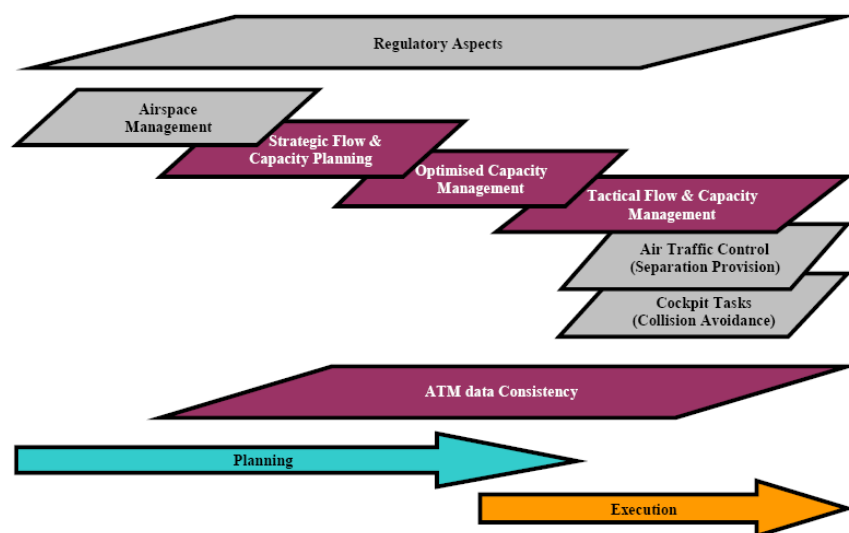 Regulatory Aspects
Airspace
Management
Strategic Flow &
Capacity Planning
Optimised Capacity
Management
Tactical Flow & Capacity
Management
Air Traffic Control
(Separation Provision)
Cockpit Tasks
(Collision Avoidance)
ATM data Consistency
Planning
Execution